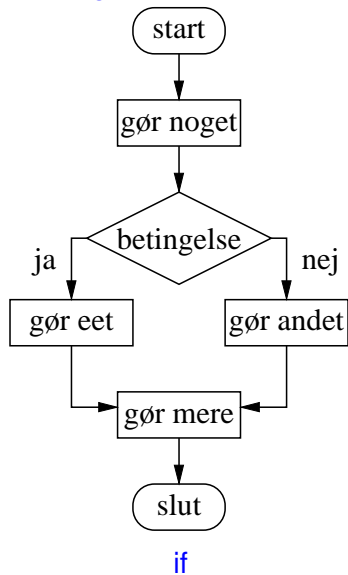 start
gør noget
betingelse
ja
nej
gør eet
gør andet
gør mere
slut
if